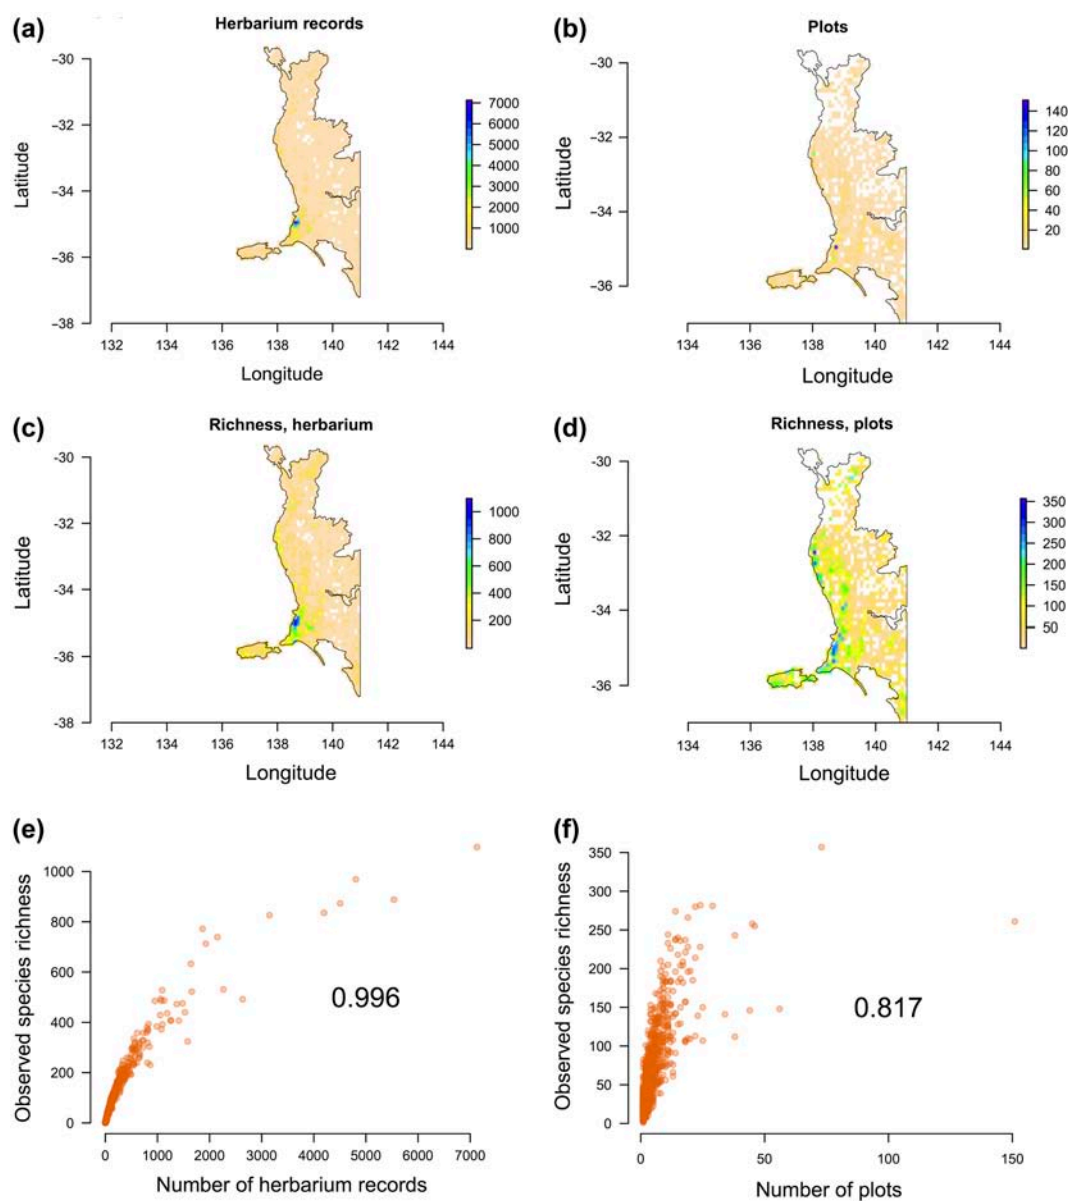 (a)
Herbarium records
-30
-32
-34
-36
-38
Latitude
7000
6000
5000
4000
3000
2000
1000
132 134 136 138 140 142 144
Longitude
(b)
Plots
-30
-32
-34
-36
Latitude
140
120
100
80
60
40
20
134 136 138 140 142 144
Longitude
(c)
Richness, herbarium
-30
-32
-34
-36
-38
Latitude
1000
800
600
400
200
132 134 136 138 140 142 144
Longitude
(d)
Richness, plots
-30
-32
-34
-36
Latitude
350
300
250
200
150
100
50
134 136 138 140 142 144
Longitude
(e)
Observed species richness
1000
800
600
400
200
0
0.996
0 1000 2000 3000 4000 5000 6000 7000
Number of herbarium records
(f)
Observed species richness
350
300
250
200
150
100
50
0
0.817
0 50 100 150
Number of plots